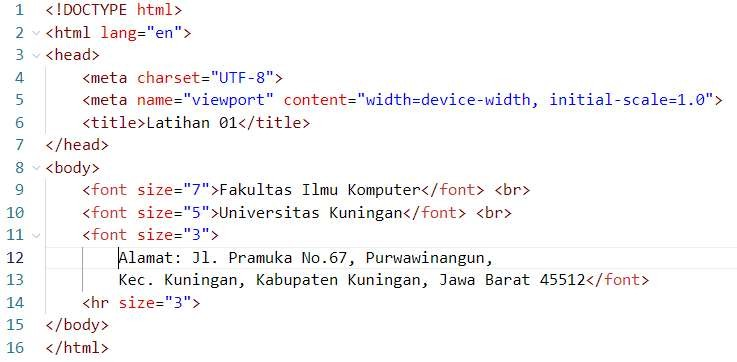 1 <!DOCTYPE html>
2 <html lang="en">
3 <head>
4     <meta charset="UTF-8">
5     <meta name="viewport" content="width=device-width, initial-scale=1.0">
6     <title>Latihan 01</title>
7 </head>
8 <body>
9     <font size="7">Fakultas Ilmu Komputer</font> <br>
10     <font size="5">Universitas Kuningan</font> <br>
11     <font size="3">
12         Alamat: Jl. Pramuka No.67, Purwawinangun,
13         Kec. Kuningan, Kabupaten Kuningan, Jawa Barat 45512</font>
14     <hr size="3">
15 </body>
16 </html>